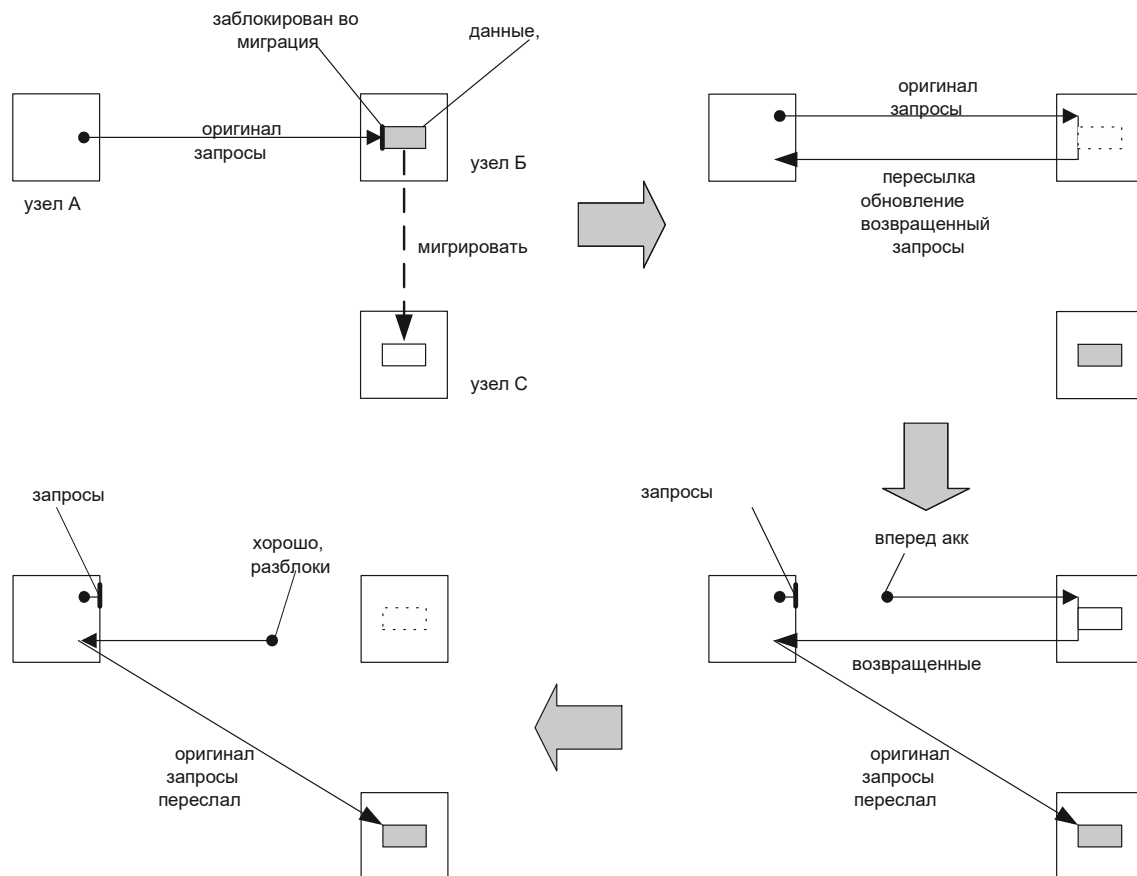 заблокирован во
миграция
данные,
оригинал
запросы
узел Б
узел А
мигрировать
узел С
оригинал
запросы
пересылка
обновление
возвращенный
запросы
запросы
вперед акк
возвращенные
оригинал
запросы
переслал
запросы
хорошо,
разблоки
оригинал
запросы
переслал